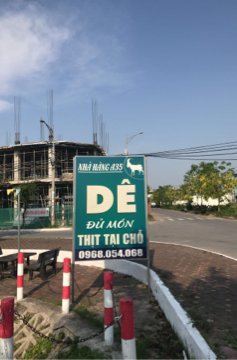 NHÀ HÀNG A35
DÊ
ĐỦ MÓN
THỊT TẠI CHỖ
0968.054.068